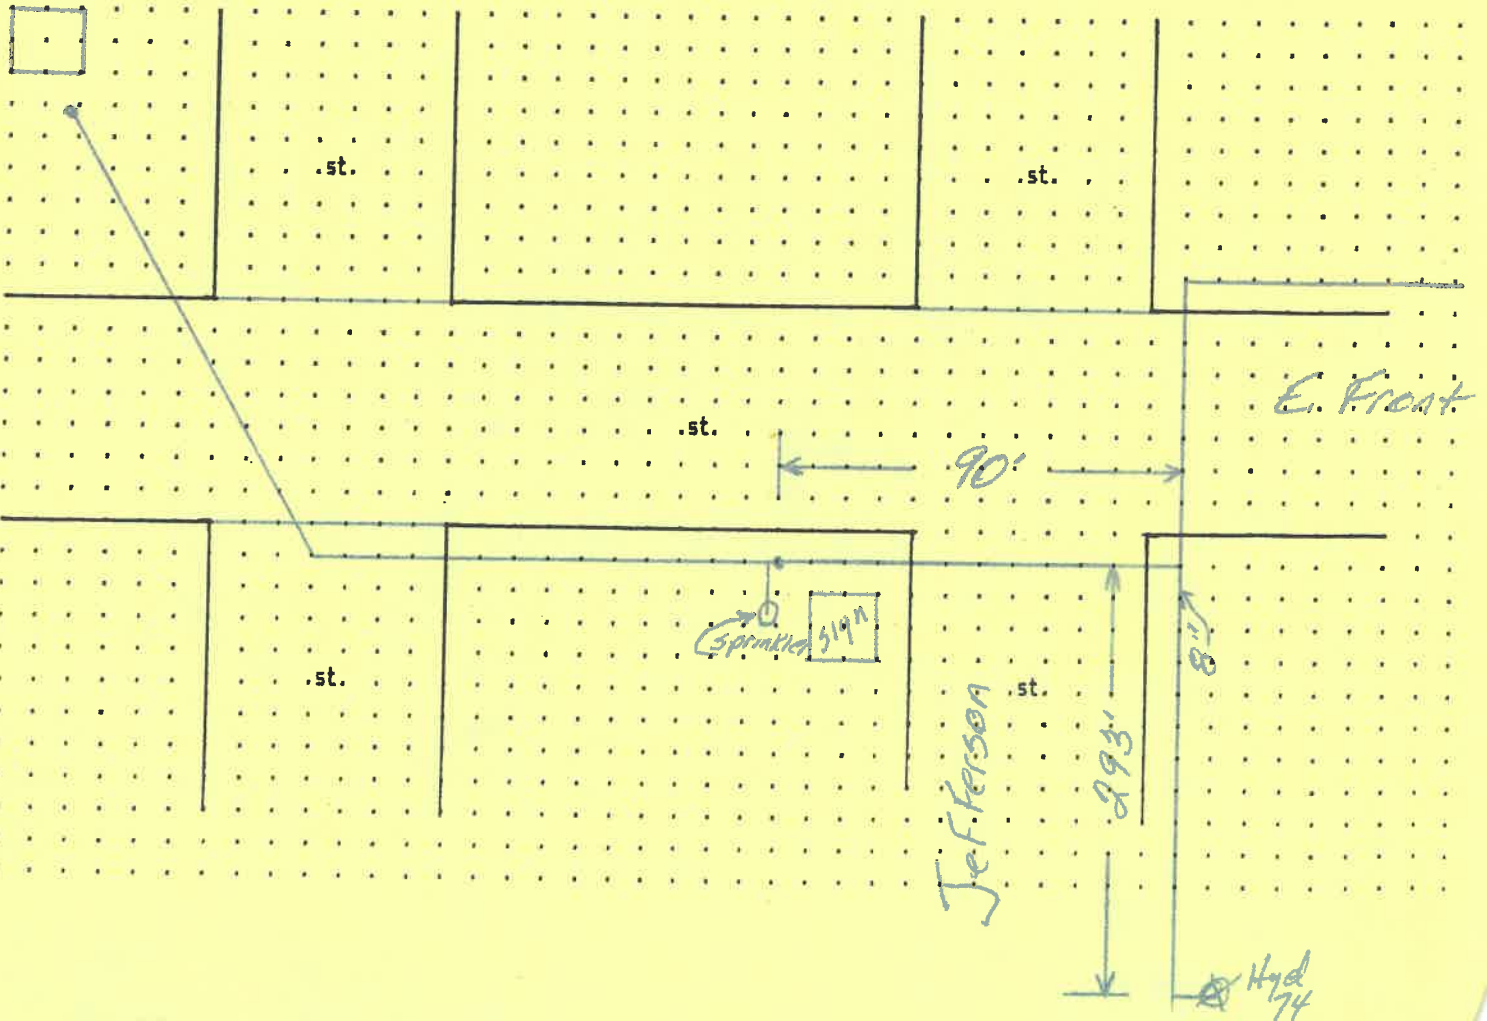 st.
st.
E. Front
st.
90'
sprinkler
sign
8"
st.
st.
Jefferson
293'
Hyd
74